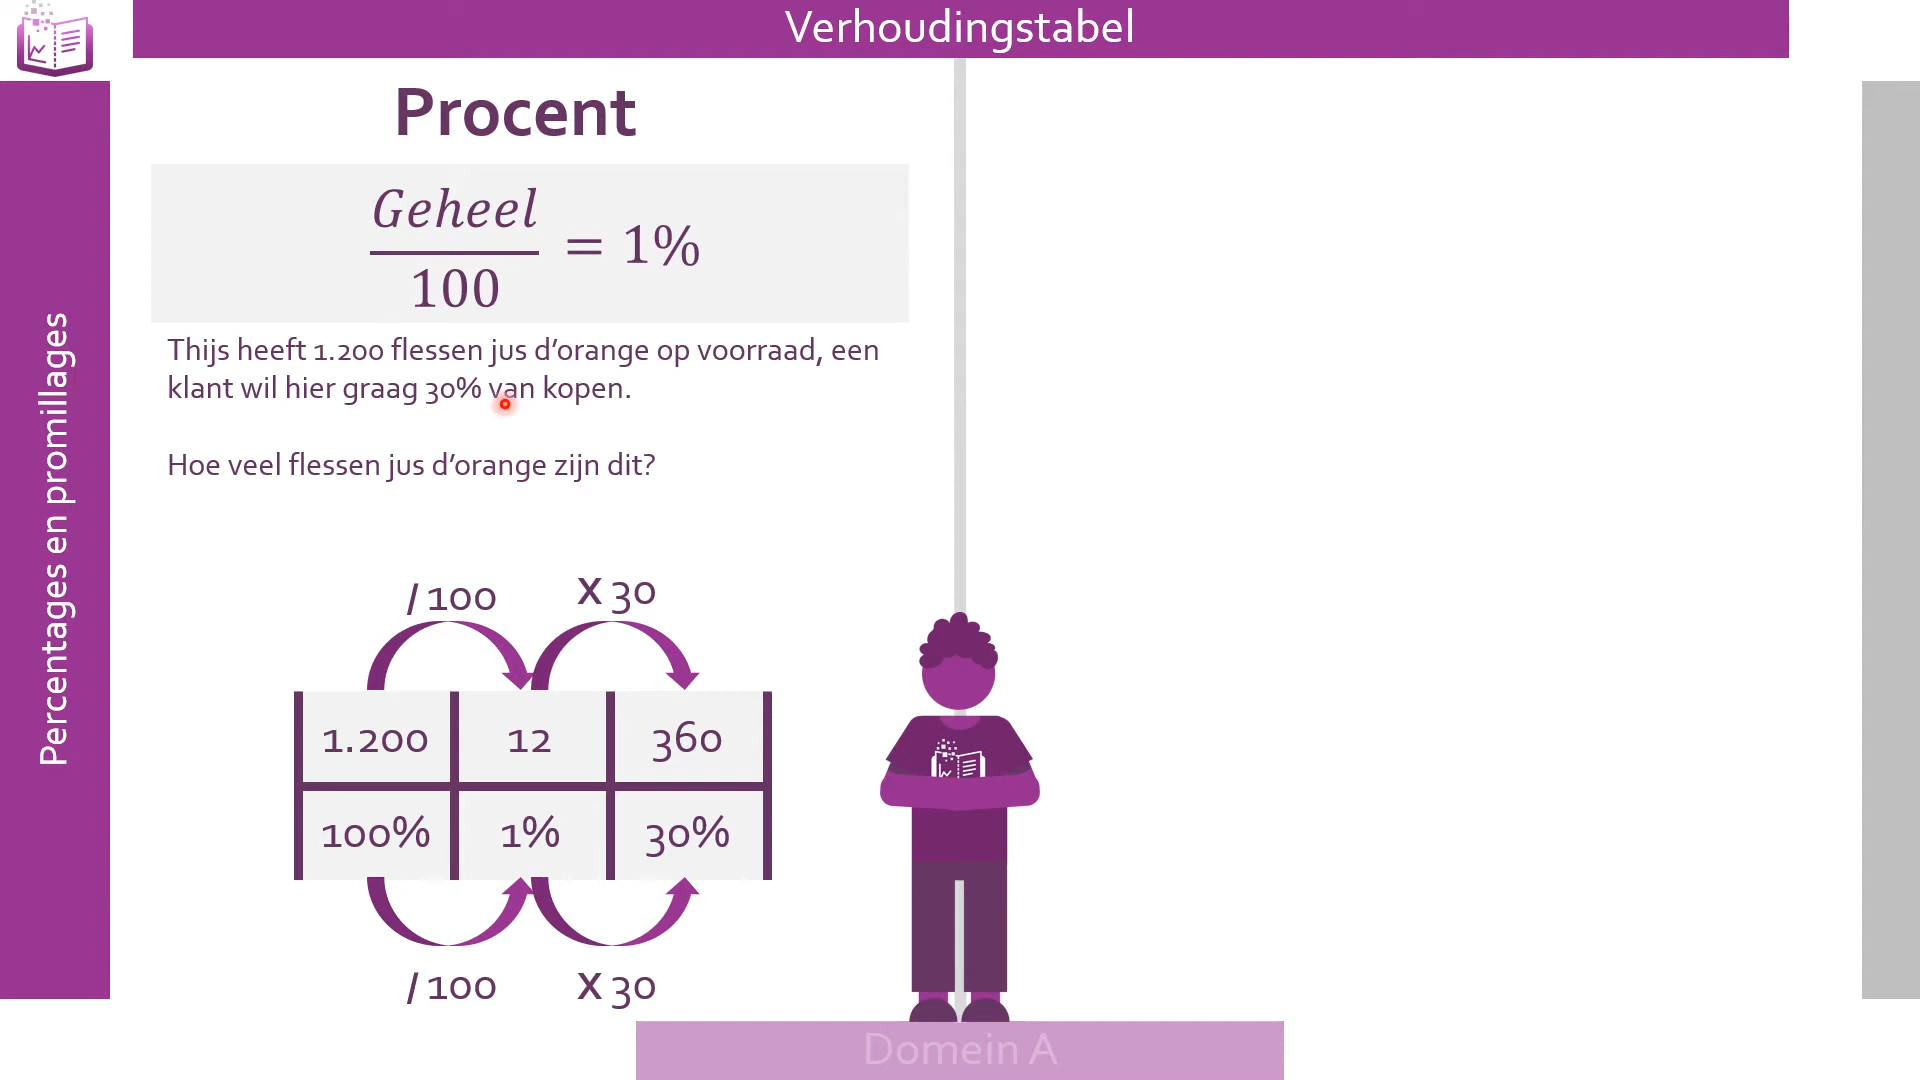 Verhoudingstabel
Percentages en promillages
Procent
Geheel
100
= 1%
Thijs heeft 1.200 flessen jus d’orange op voorraad, een
klant wil hier graag 30% van kopen.
Hoe veel flessen jus d’orange zijn dit?
/ 100
X 30
1.200
12
360
100%
1%
30%
/ 100
X 30
Domein A